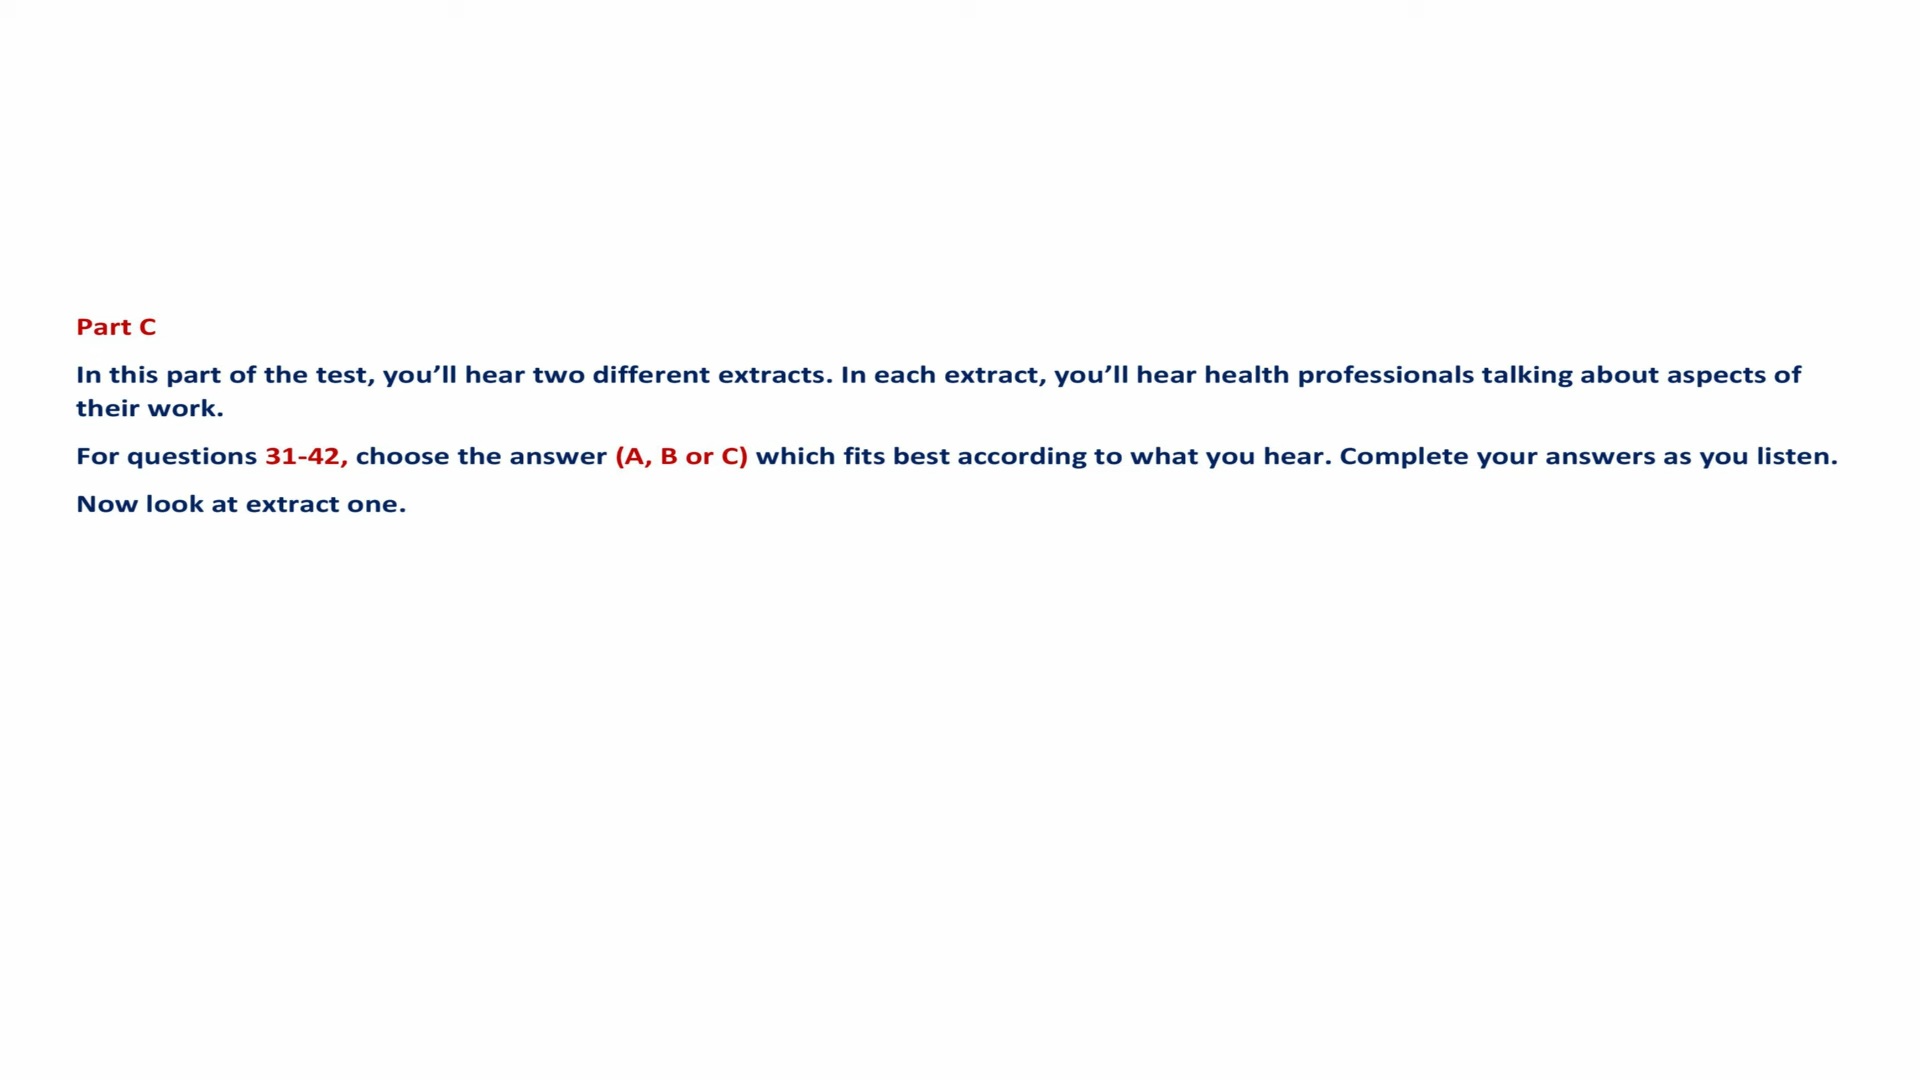 Part C
In this part of the test, you’ll hear two different extracts. In each extract, you’ll hear health professionals talking about aspects of
their work.
For questions 31-42, choose the answer (A, B or C) which fits best according to what you hear. Complete your answers as you listen.
Now look at extract one.